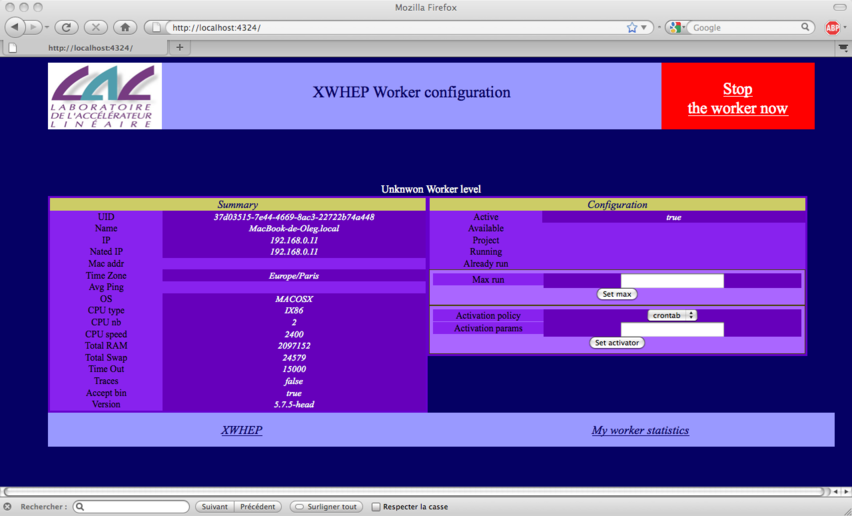 Mozilla Firefox
http://localhost:4324/
Google
ABP
http://localhost:4324/
LABORATOIRE
DE L'ACCÉLÉRATEUR
LINÉAIRE
XWHEP Worker configuration
Stop
the worker now
Unknwon Worker level
Summary
UID 37d03515-7e44-4669-8ac3-22722b74a448
Name MacBook-de-Oleg.local
IP 192.168.0.11
Nated IP 192.168.0.11
Mac addr
Time Zone Europe/Paris
Avg Ping
OS MACOSX
CPU type IX86
CPU nb 2
CPU speed 2400
Total RAM 2097152
Total Swap 24579
Time Out 15000
Traces false
Accept bin true
Version 5.7.5-head
Configuration
Active true
Available
Project
Running
Already run
Max run
Set max
Activation policy crontab
Activation params
Set activator
XWHEP
My worker statistics
Rechercher :
Suivant
Précédent
Surligner tout
Respecter la casse